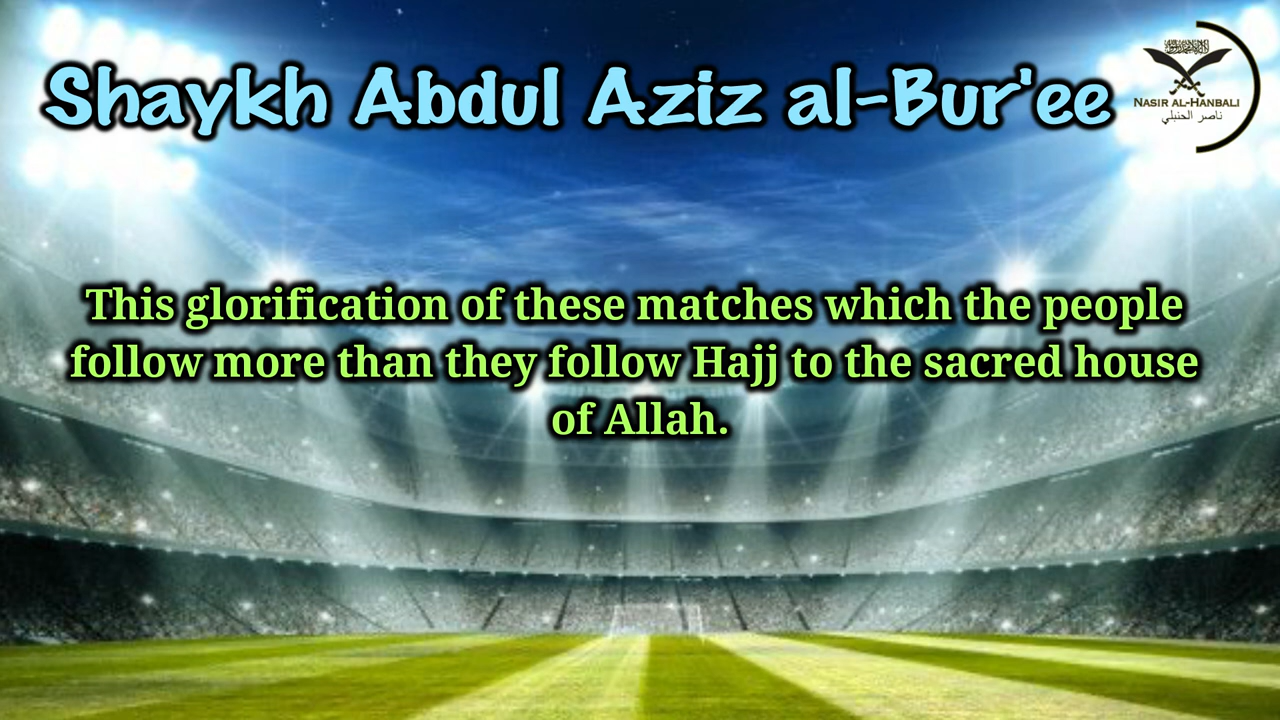 Shaykh Abdul Aziz al-Bur'ee
NASIR AL-HANBALI
ناصر الحنبلي
This glorification of these matches which the people
follow more than they follow Hajj to the sacred house
of Allah.